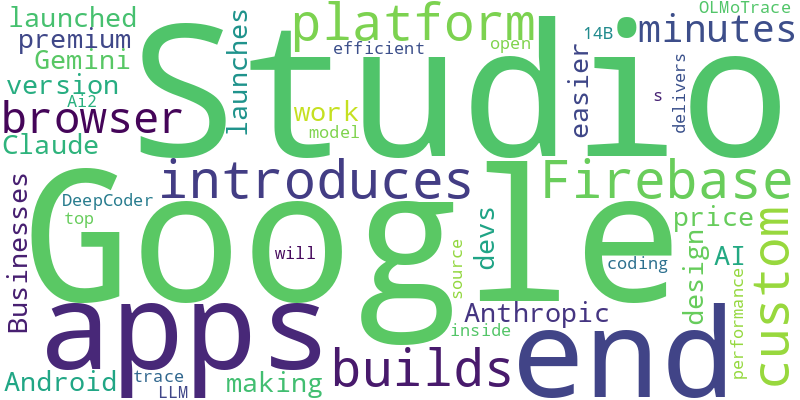 launched
platform
OLMoTrace
premium
launches
Studio
efficient
open
easier
14B
minutes
Gemini
delivers
version
Ai2
s
browser
work
model
Claude
introduces
Firebase
Businesses
Google
DeepCoder
top
devs
price
custom
design
AI
will
source
coding
performance
apps
Anthropic
end
inside
builds
Android
trace
LLM
making